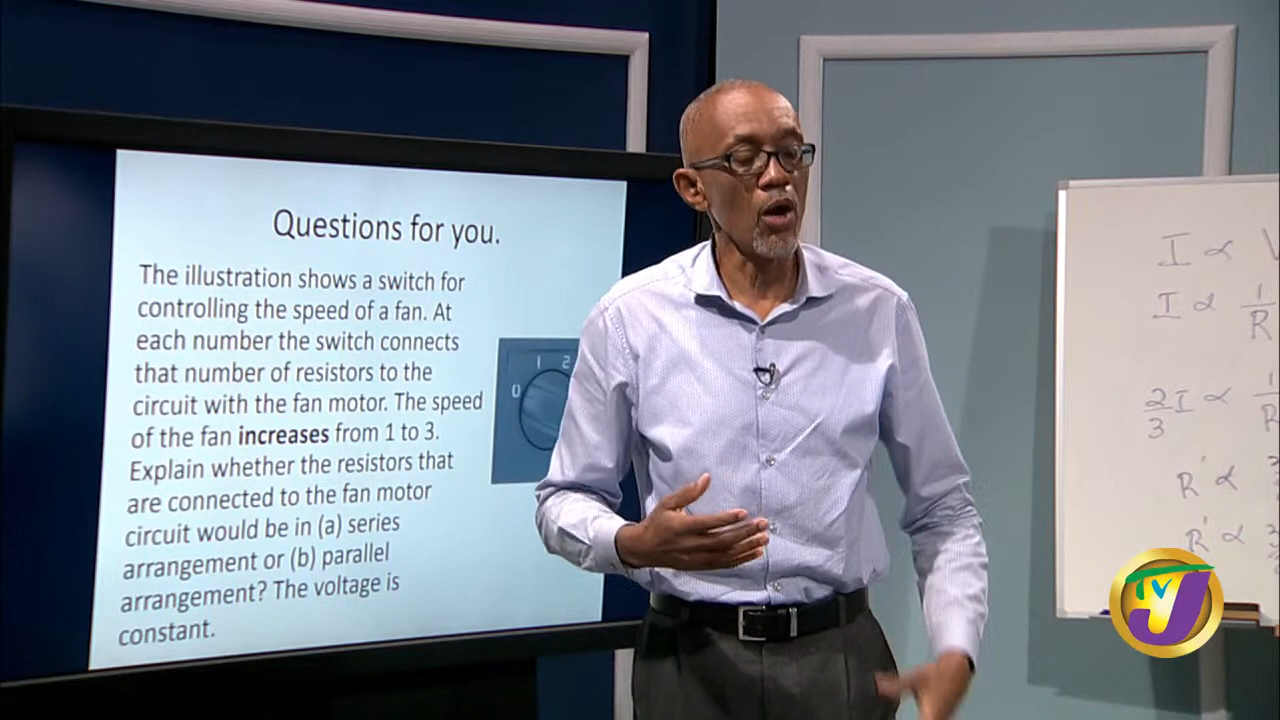 Questions for you.
The illustration shows a switch for
controlling the speed of a fan. At
each number the switch connects
that number of resistors to the
circuit with the fan motor. The speed
of the fan increases from 1 to 3.
Explain whether the resistors that
are connected to the fan motor
circuit would be in (a) series
arrangement or (b) parallel
arrangement? The voltage is
constant.
0 1 2
I ∝ V
I ∝ 1/R
2/3 I ∝ 1/R
R' ∝
R' ∝
TVJ